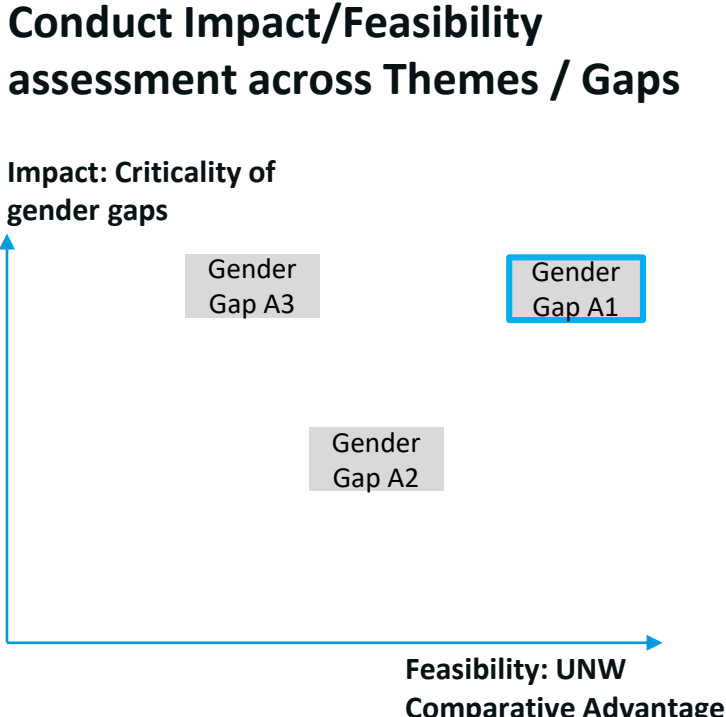 Conduct Impact/Feasibility
assessment across Themes / Gaps
Impact: Criticality of
gender gaps
Gender
Gap A3
Gender
Gap A1
Gender
Gap A2
Feasibility: UNW
Comparative Advantage